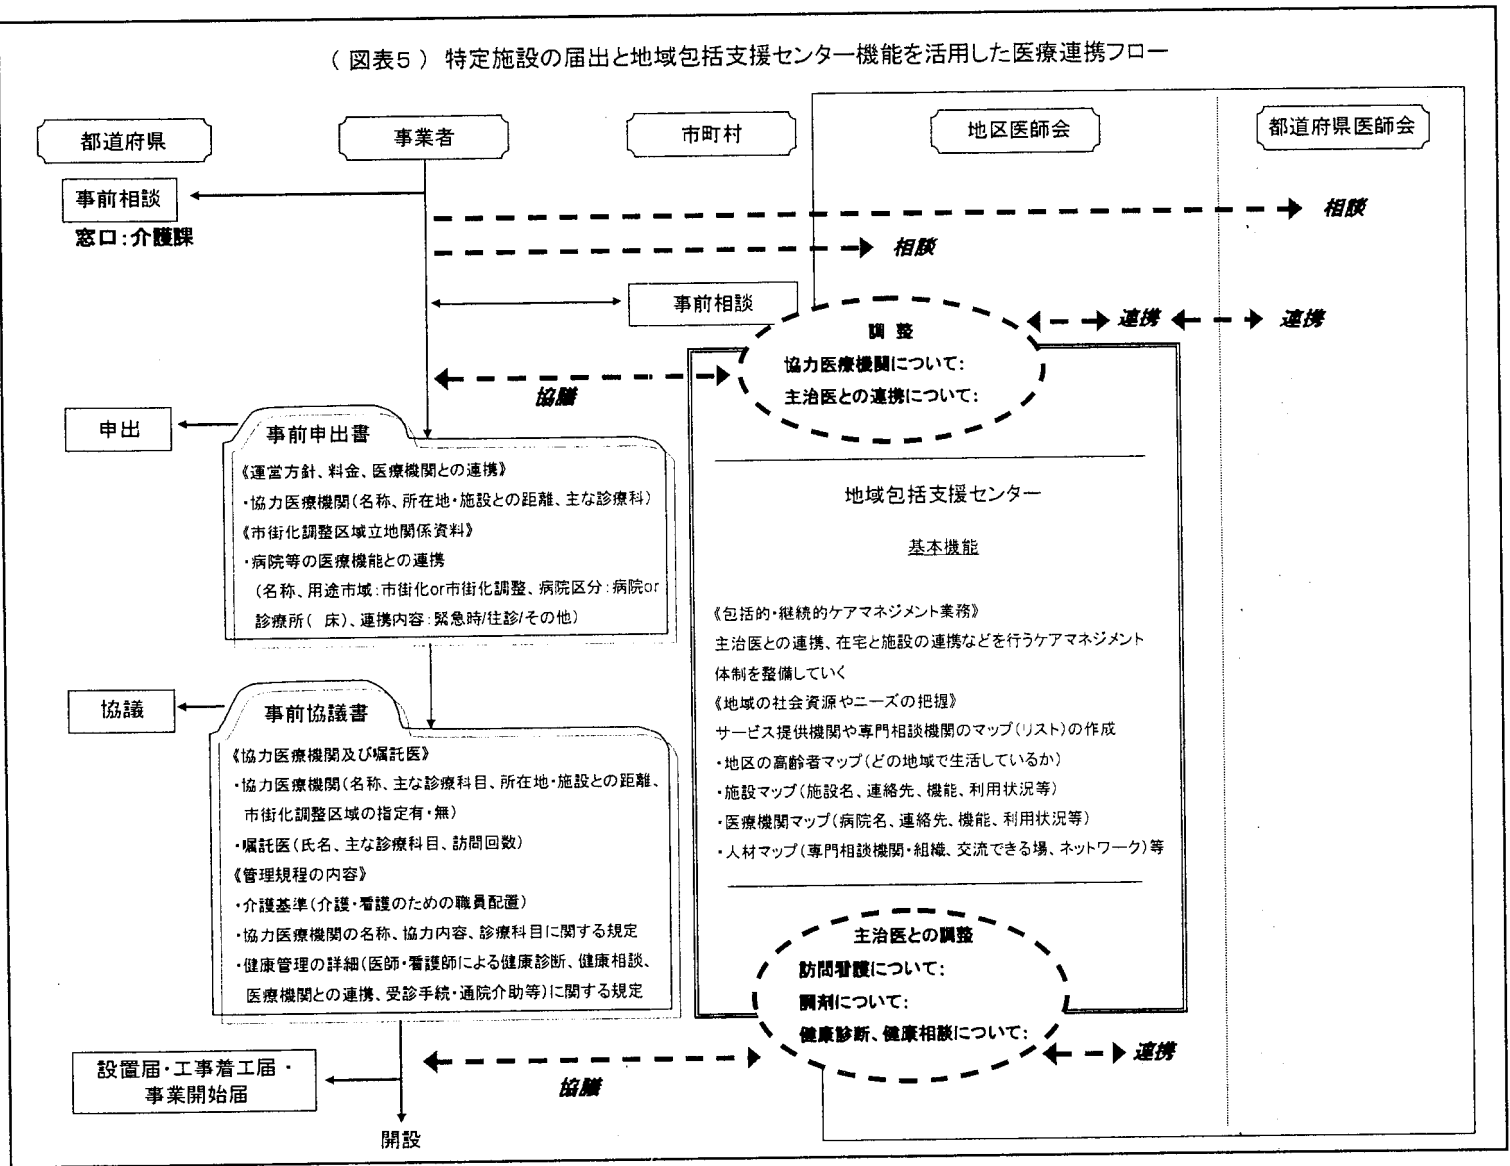 （図表５）特定施設の届出と地域包括支援センター機能を活用した医療連携フロー
都道府県
事業者
市町村
地区医師会
都道府県医師会
事前相談
窓口：介護課
相談
相談
事前相談
連携
連携
調整
協力医療機関について：
主治医との連携について：
協議
申出
事前申出書
《運営方針、料金、医療機関との連携》
・協力医療機関（名称、所在地・施設との距離、主な診療科）
《市街化調整区域立地関係資料》
・病院等の医療機能との連携
（名称、用途市域：市街化or市街化調整、病院区分：病院or
診療所（　床）、連携内容：緊急時/往診/その他）
協議
事前協議書
《協力医療機関及び嘱託医》
・協力医療機関（名称、主な診療科目、所在地・施設との距離、
市街化調整区域の指定有・無）
・嘱託医（氏名、主な診療科目、訪問回数）
《管理規程の内容》
・介護基準（介護・看護のための職員配置）
・協力医療機関の名称、協力内容、診療科目に関する規定
・健康管理の詳細（医師・看護師による健康診断、健康相談、
医療機関との連携、受診手続・通院介助等）に関する規定
地域包括支援センター
基本機能
《包括的・継続的ケアマネジメント業務》
主治医との連携、在宅と施設の連携などを行うケアマネジメント
体制を整備していく
《地域の社会資源やニーズの把握》
サービス提供機関や専門相談機関のマップ（リスト）の作成
・地区の高齢者マップ（どの地域で生活しているか）
・施設マップ（施設名、連絡先、機能、利用状況等）
・医療機関マップ（病院名、連絡先、機能、利用状況等）
・人材マップ（専門相談機関・組織、交流できる場、ネットワーク）等
主治医との調整
訪問看護について：
調剤について：
健康診断、健康相談について：
連携
協議
設置届・工事着工届・
事業開始届
開設